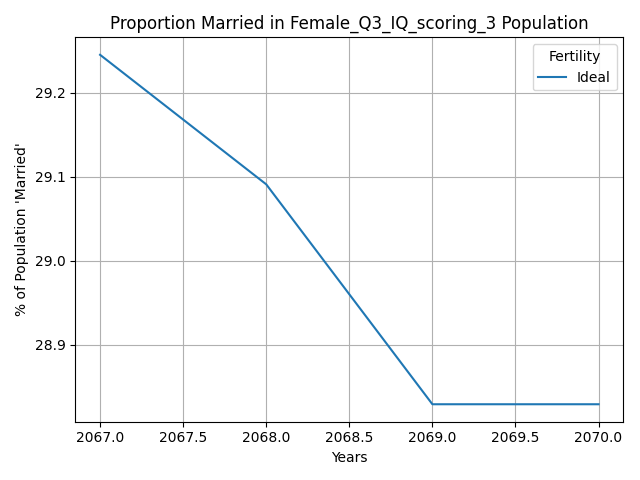 Proportion Married in Female_Q3_IQ_scoring_3 Population
Fertility
Ideal
% of Population 'Married'
29.2
29.1
29.0
28.9
2067.0 2067.5 2068.0 2068.5 2069.0 2069.5 2070.0
Years